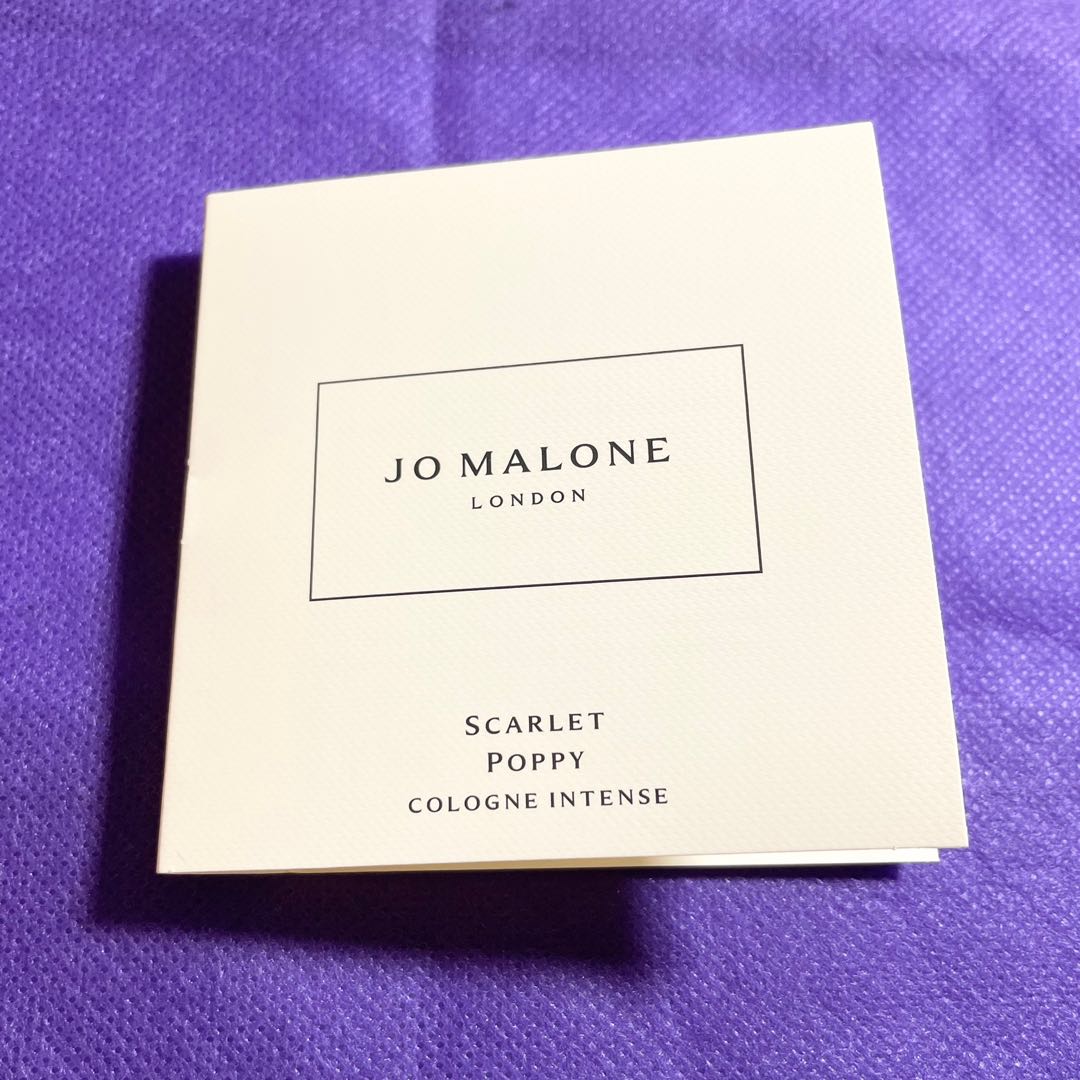 JO MALONE
LONDON
SCARLET
POPPY
COLOGNE INTENSE